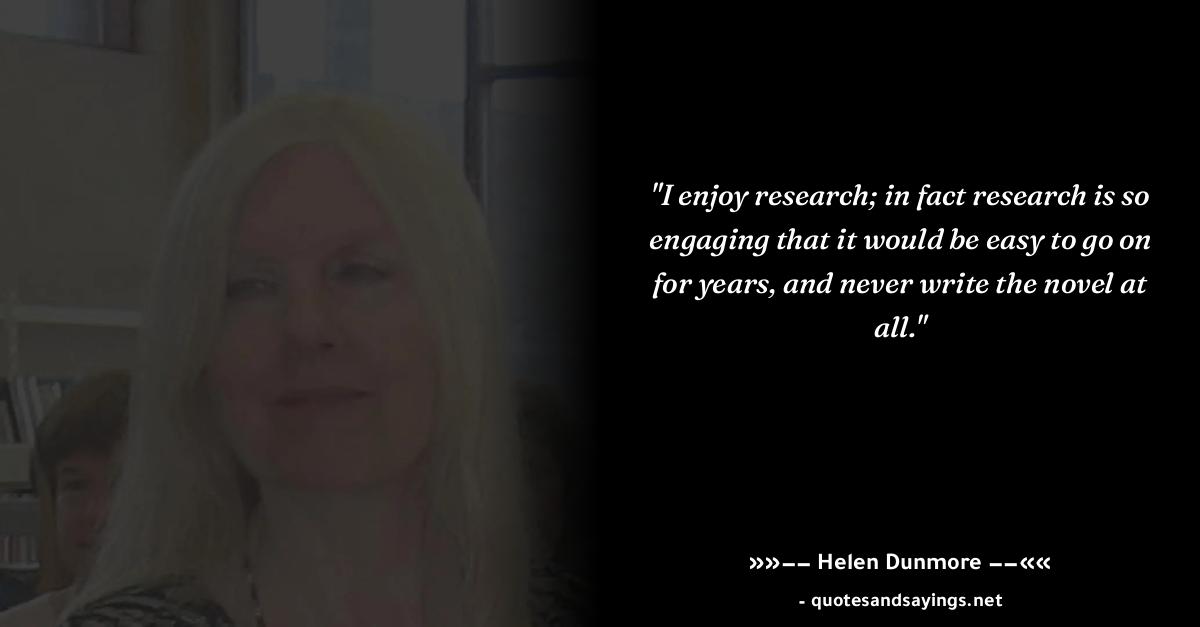 "I enjoy research; in fact research is so
engaging that it would be easy to go on
for years, and never write the novel at
all."
»»−− Helen Dunmore −−««
- quotesandsayings.net